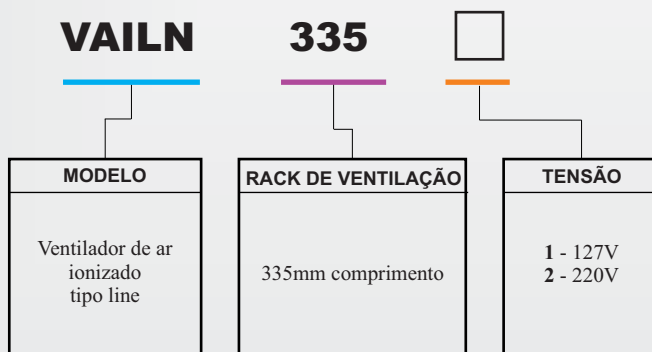 VAILN 335
MODELO
Ventilador de ar
ionizado
tipo line
RACK DE VENTILAÇÃO
335mm comprimento
TENSÃO
1 - 127V
2 - 220V